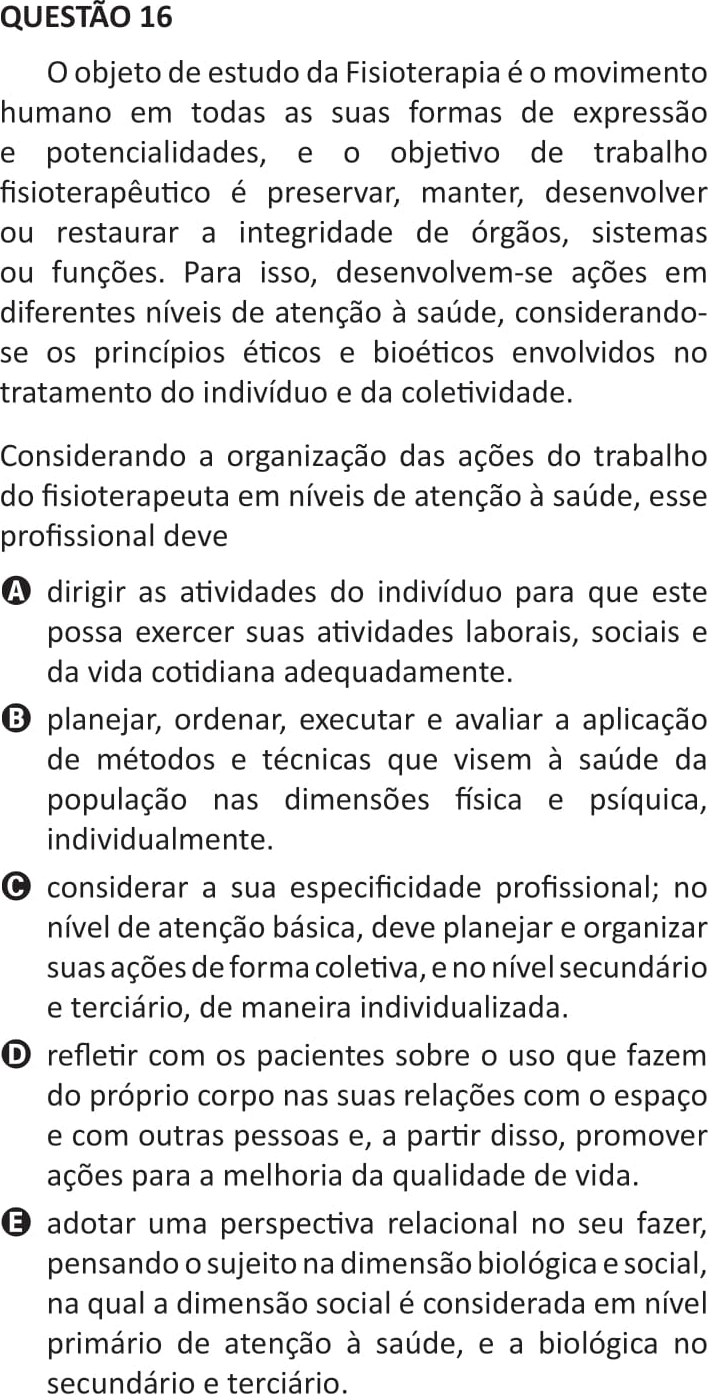 QUESTÃO 16
O objeto de estudo da Fisioterapia é o movimento
humano em todas as suas formas de expressão
e potencialidades, e o objetivo de trabalho
fisioterapêutico é preservar, manter, desenvolver
ou restaurar a integridade de órgãos, sistemas
ou funções. Para isso, desenvolvem-se ações em
diferentes níveis de atenção à saúde, considerando-
se os princípios éticos e bioéticos envolvidos no
tratamento do indivíduo e da coletividade.
Considerando a organização das ações do trabalho
do fisioterapeuta em níveis de atenção à saúde, esse
profissional deve
A dirigir as atividades do indivíduo para que este
possa exercer suas atividades laborais, sociais e
da vida cotidiana adequadamente.
B planejar, ordenar, executar e avaliar a aplicação
de métodos e técnicas que visem à saúde da
população nas dimensões física e psíquica,
individualmente.
C considerar a sua especificidade profissional; no
nível de atenção básica, deve planejar e organizar
suas ações de forma coletiva, e no nível secundário
e terciário, de maneira individualizada.
D refletir com os pacientes sobre o uso que fazem
do próprio corpo nas suas relações com o espaço
e com outras pessoas e, a partir disso, promover
ações para a melhoria da qualidade de vida.
E adotar uma perspectiva relacional no seu fazer,
pensando o sujeito na dimensão biológica e social,
na qual a dimensão social é considerada em nível
primário de atenção à saúde, e a biológica no
secundário e terciário.